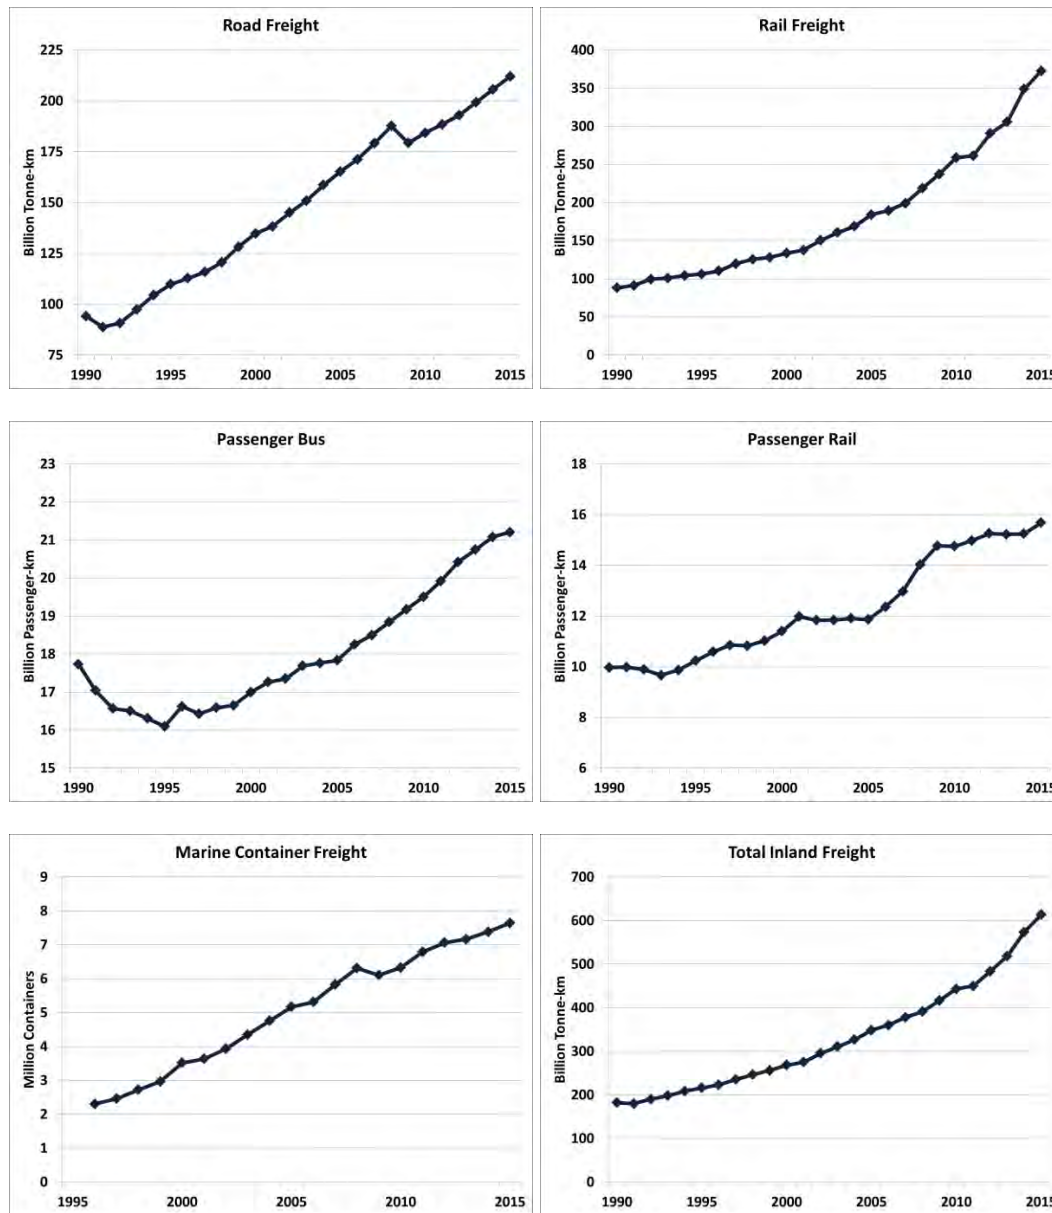 Road Freight
Billion Tonne-km
225
200
175
150
125
100
75
1990 1995 2000 2005 2010 2015
Rail Freight
Billion Tonne-km
400
350
300
250
200
150
100
50
0
1990 1995 2000 2005 2010 2015
Passenger Bus
Billion Passenger-km
23
22
21
20
19
18
17
16
15
1990 1995 2000 2005 2010 2015
Passenger Rail
Billion Passenger-km
18
16
14
12
10
8
6
1990 1995 2000 2005 2010 2015
Marine Container Freight
Million Containers
9
8
7
6
5
4
3
2
1
0
1995 2000 2005 2010 2015
Total Inland Freight
Billion Tonne-km
700
600
500
400
300
200
100
0
1990 1995 2000 2005 2010 2015